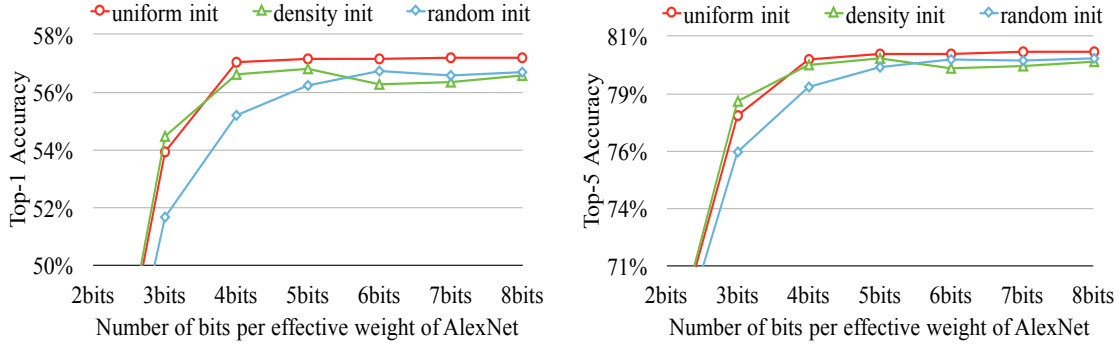 uniform init density init random init
58%
56%
54%
52%
50%
Top-1 Accuracy
2bits 3bits 4bits 5bits 6bits 7bits 8bits
Number of bits per effective weight of AlexNet
uniform init density init random init
81%
79%
76%
74%
71%
Top-5 Accuracy
2bits 3bits 4bits 5bits 6bits 7bits 8bits
Number of bits per effective weight of AlexNet